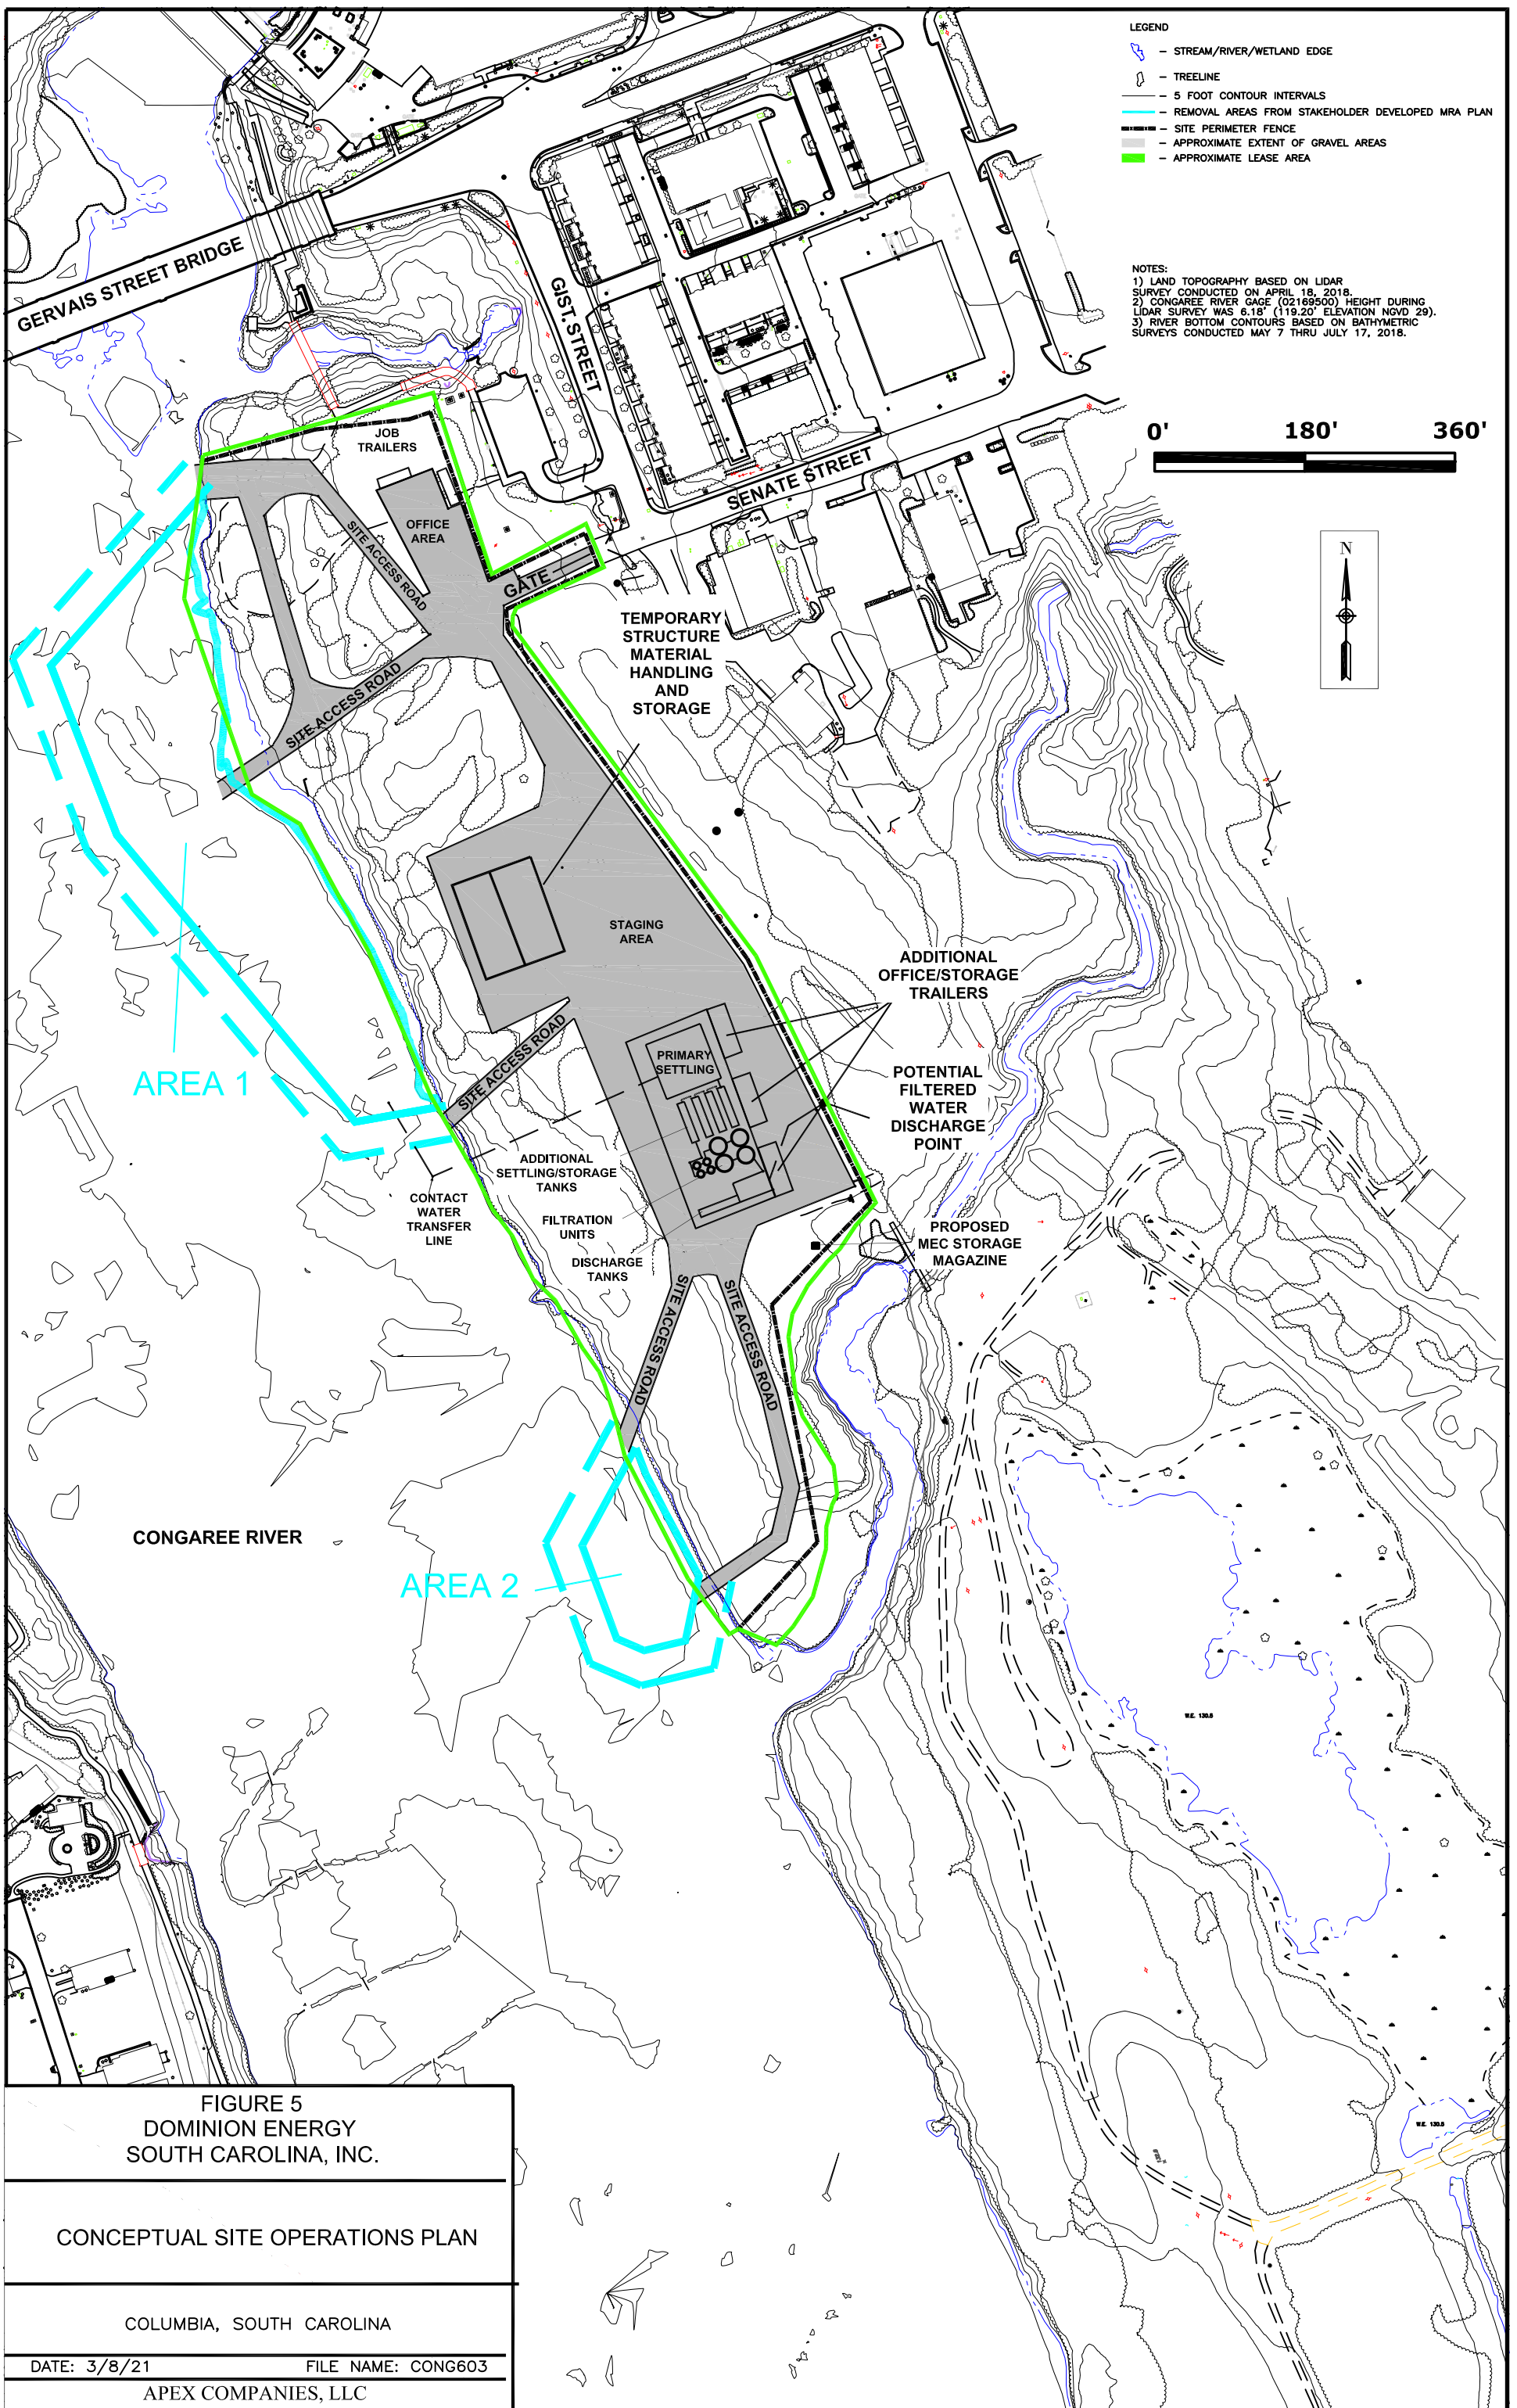 LEGEND
– STREAM/RIVER/WETLAND EDGE
– TREELINE
– 5 FOOT CONTOUR INTERVALS
– REMOVAL AREAS FROM STAKEHOLDER DEVELOPED MRA PLAN
– SITE PERIMETER FENCE
– APPROXIMATE EXTENT OF GRAVEL AREAS
– APPROXIMATE LEASE AREA
NOTES:
1) LAND TOPOGRAPHY BASED ON LIDAR
SURVEY CONDUCTED ON APRIL 18, 2018.
2) CONGAREE RIVER GAGE (02169500) HEIGHT DURING
LIDAR SURVEY WAS 6.18' (119.20' ELEVATION NGVD 29).
3) RIVER BOTTOM CONTOURS BASED ON BATHYMETRIC
SURVEYS CONDUCTED MAY 7 THRU JULY 17, 2018.
0' 180' 360'
N
GERVAIS STREET BRIDGE
GIST. STREET
SENATE STREET
JOB
TRAILERS
OFFICE
AREA
SITE ACCESS ROAD
GATE
SITE ACCESS ROAD
TEMPORARY
STRUCTURE
MATERIAL
HANDLING
AND
STORAGE
STAGING
AREA
ADDITIONAL
OFFICE/STORAGE
TRAILERS
SITE ACCESS ROAD
PRIMARY
SETTLING
POTENTIAL
FILTERED
WATER
DISCHARGE
POINT
AREA 1
ADDITIONAL
SETTLING/STORAGE
TANKS
CONTACT
WATER
TRANSFER
LINE
FILTRATION
UNITS
DISCHARGE
TANKS
PROPOSED
MEC STORAGE
MAGAZINE
SITE ACCESS ROAD
SITE ACCESS ROAD
CONGAREE RIVER
AREA 2
W.E. 130.8
W.E. 130.8
FIGURE 5
DOMINION ENERGY
SOUTH CAROLINA, INC.
CONCEPTUAL SITE OPERATIONS PLAN
COLUMBIA, SOUTH CAROLINA
DATE: 3/8/21 FILE NAME: CONG603
APEX COMPANIES, LLC